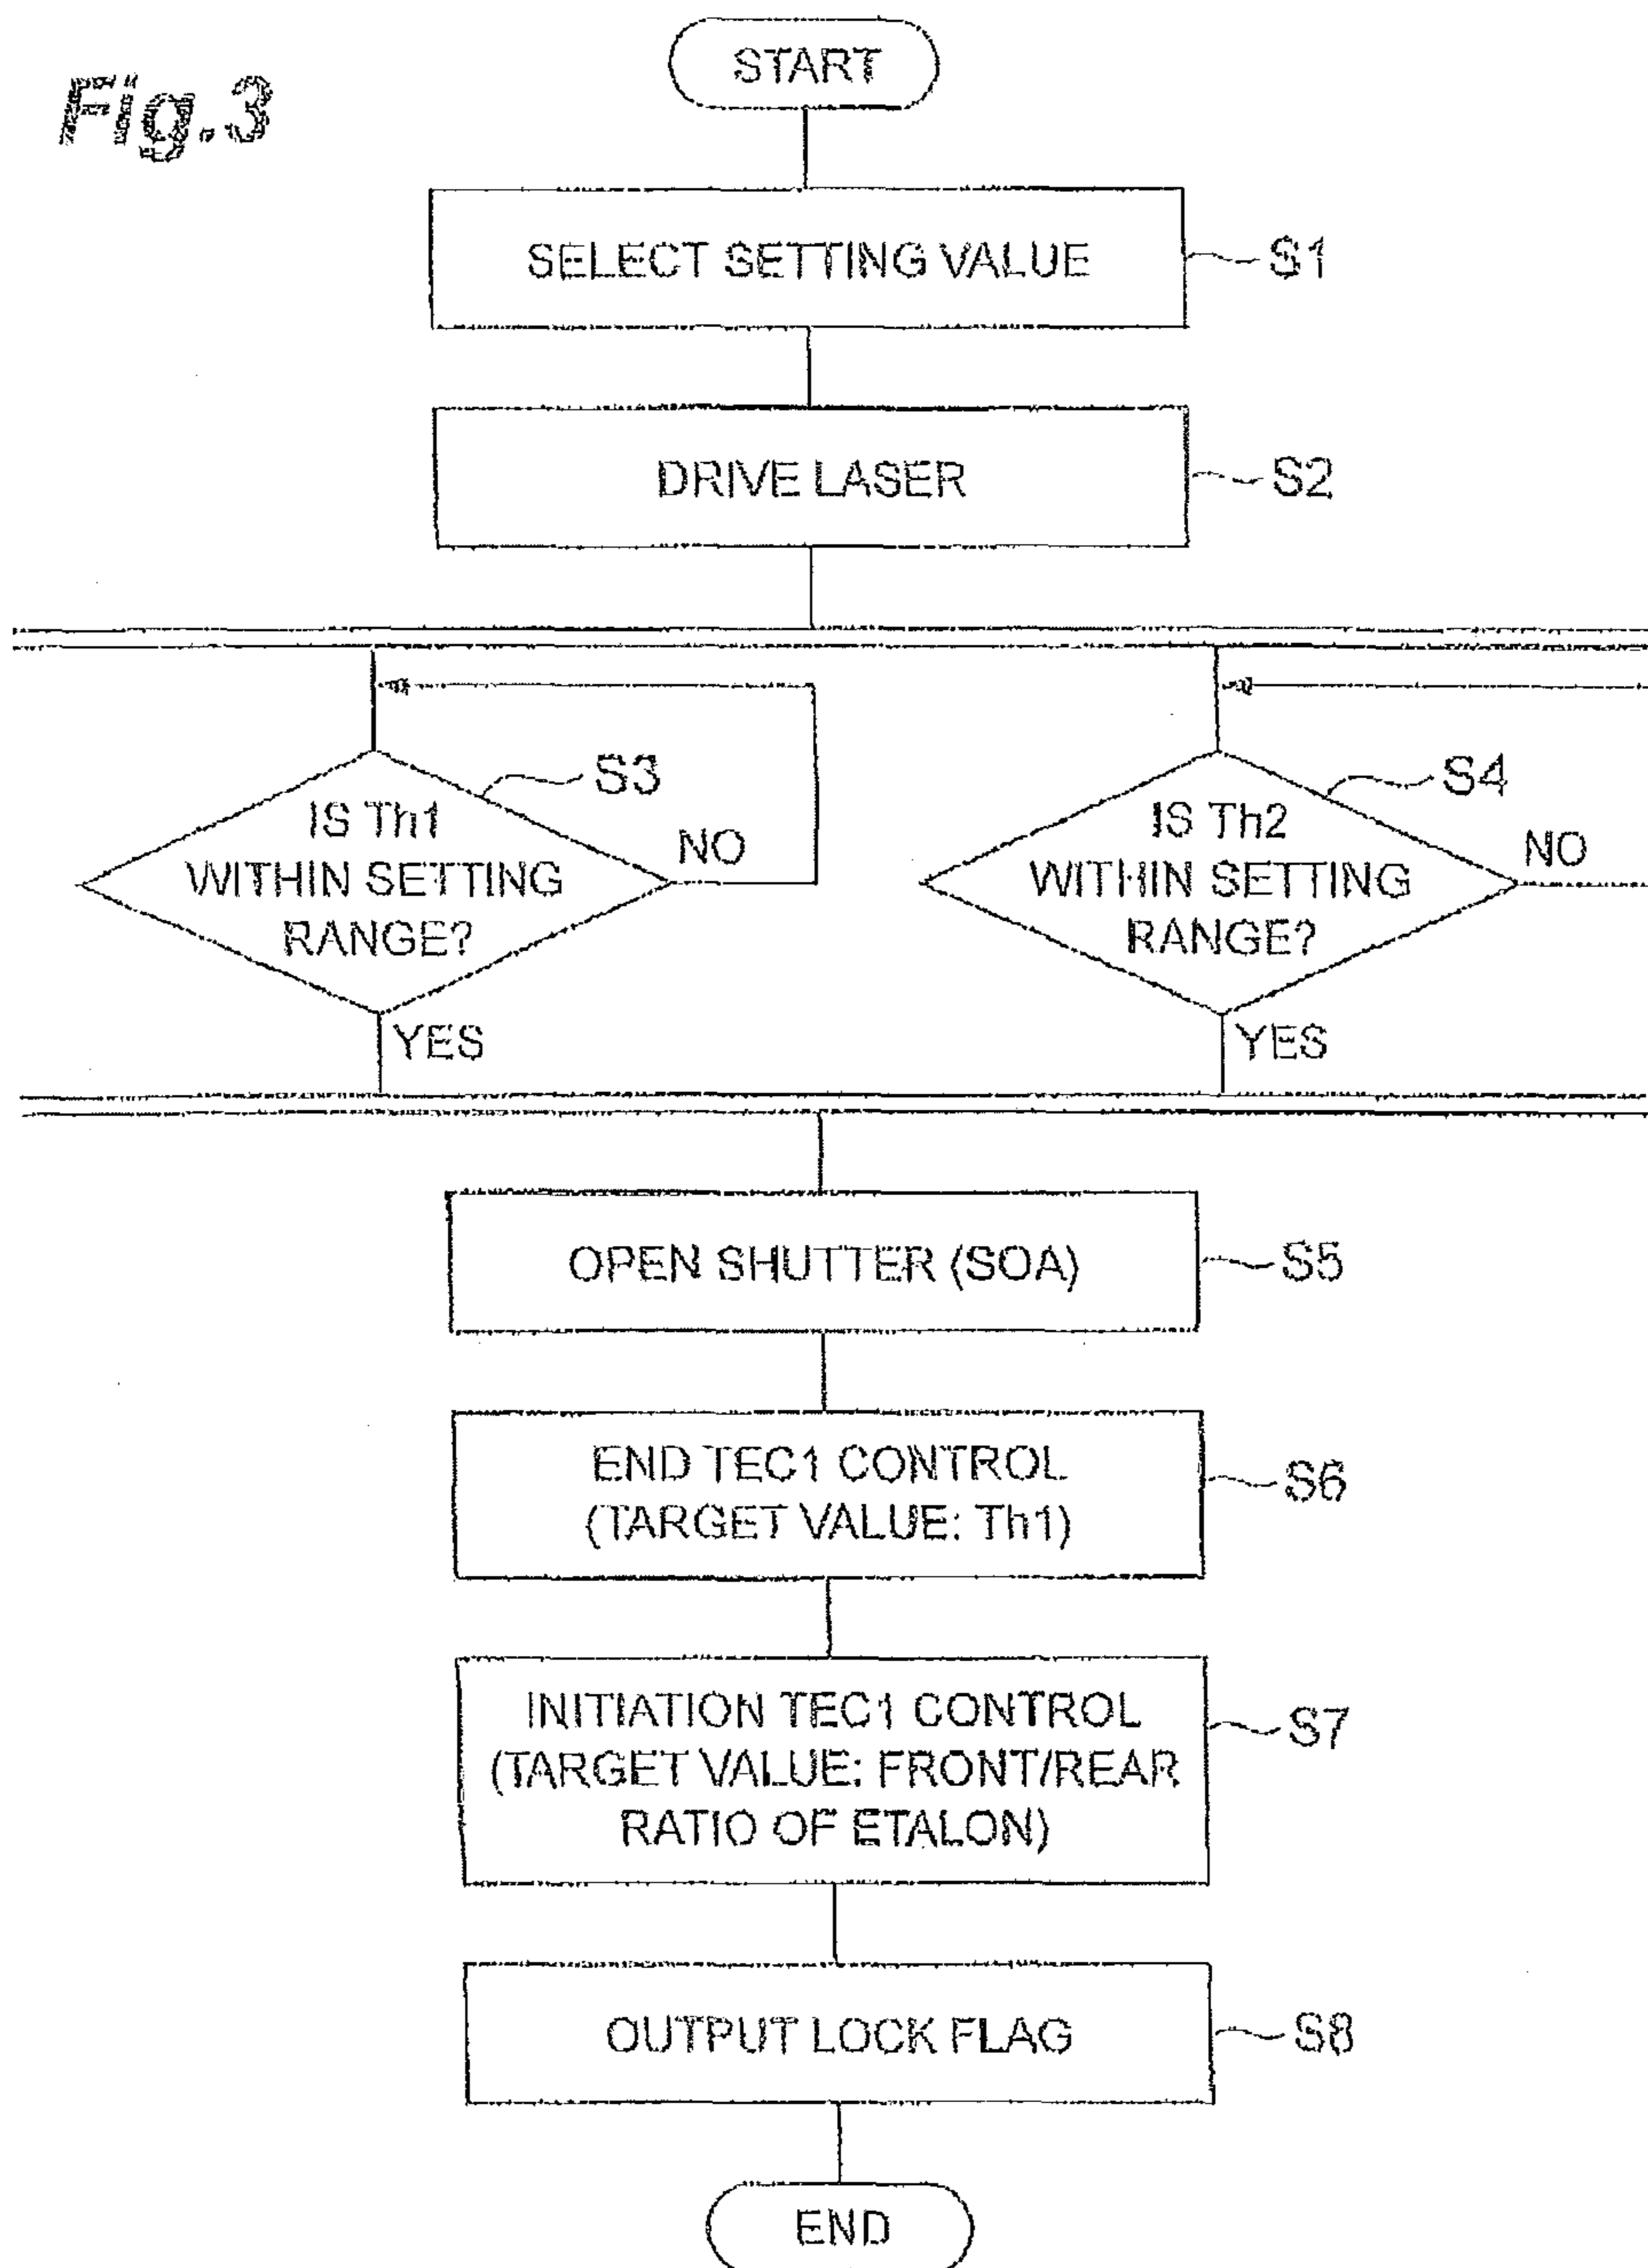 Fig.3
START
SELECT SETTING VALUE
S1
DRIVE LASER
S2
S3
IS Th1
WITHIN SETTING
RANGE?
NO
YES
S4
IS Th2
WITHIN SETTING
RANGE?
NO
YES
OPEN SHUTTER (SOA)
S5
END TEC1 CONTROL
(TARGET VALUE: Th1)
S6
INITIATION TEC1 CONTROL
(TARGET VALUE: FRONT/REAR
RATIO OF ETALON)
S7
OUTPUT LOCK FLAG
S8
END